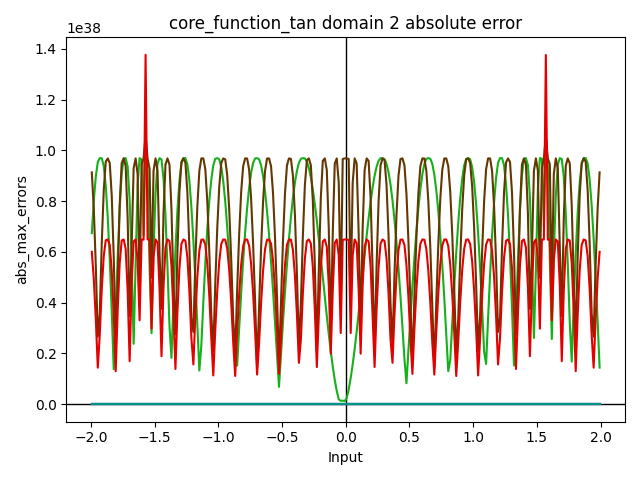 core_function_tan domain 2 absolute error
1e38
1.4
1.2
1.0
0.8
0.6
0.4
0.2
0.0
abs_max_errors
−2.0 −1.5 −1.0 −0.5 0.0 0.5 1.0 1.5 2.0
Input